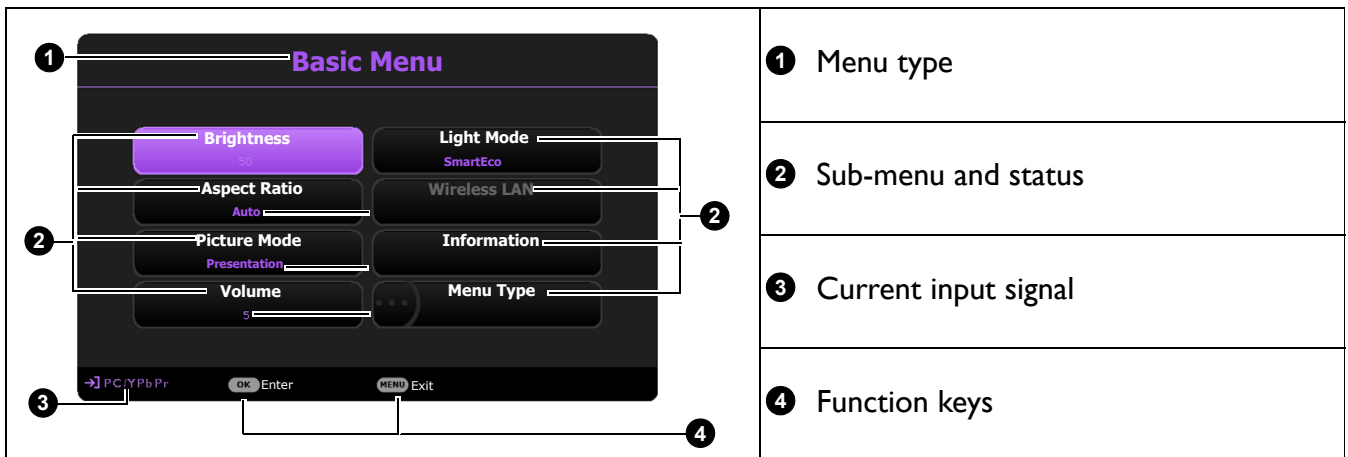 1 Basic Menu
Brightness
50
Light Mode
SmartEco
Aspect Ratio
Auto
Wireless LAN
2
2
Picture Mode
Presentation
Information
Volume
5
Menu Type
PC/YPbPr
OK Enter
MENU Exit
3
4
1 Menu type
2 Sub-menu and status
3 Current input signal
4 Function keys